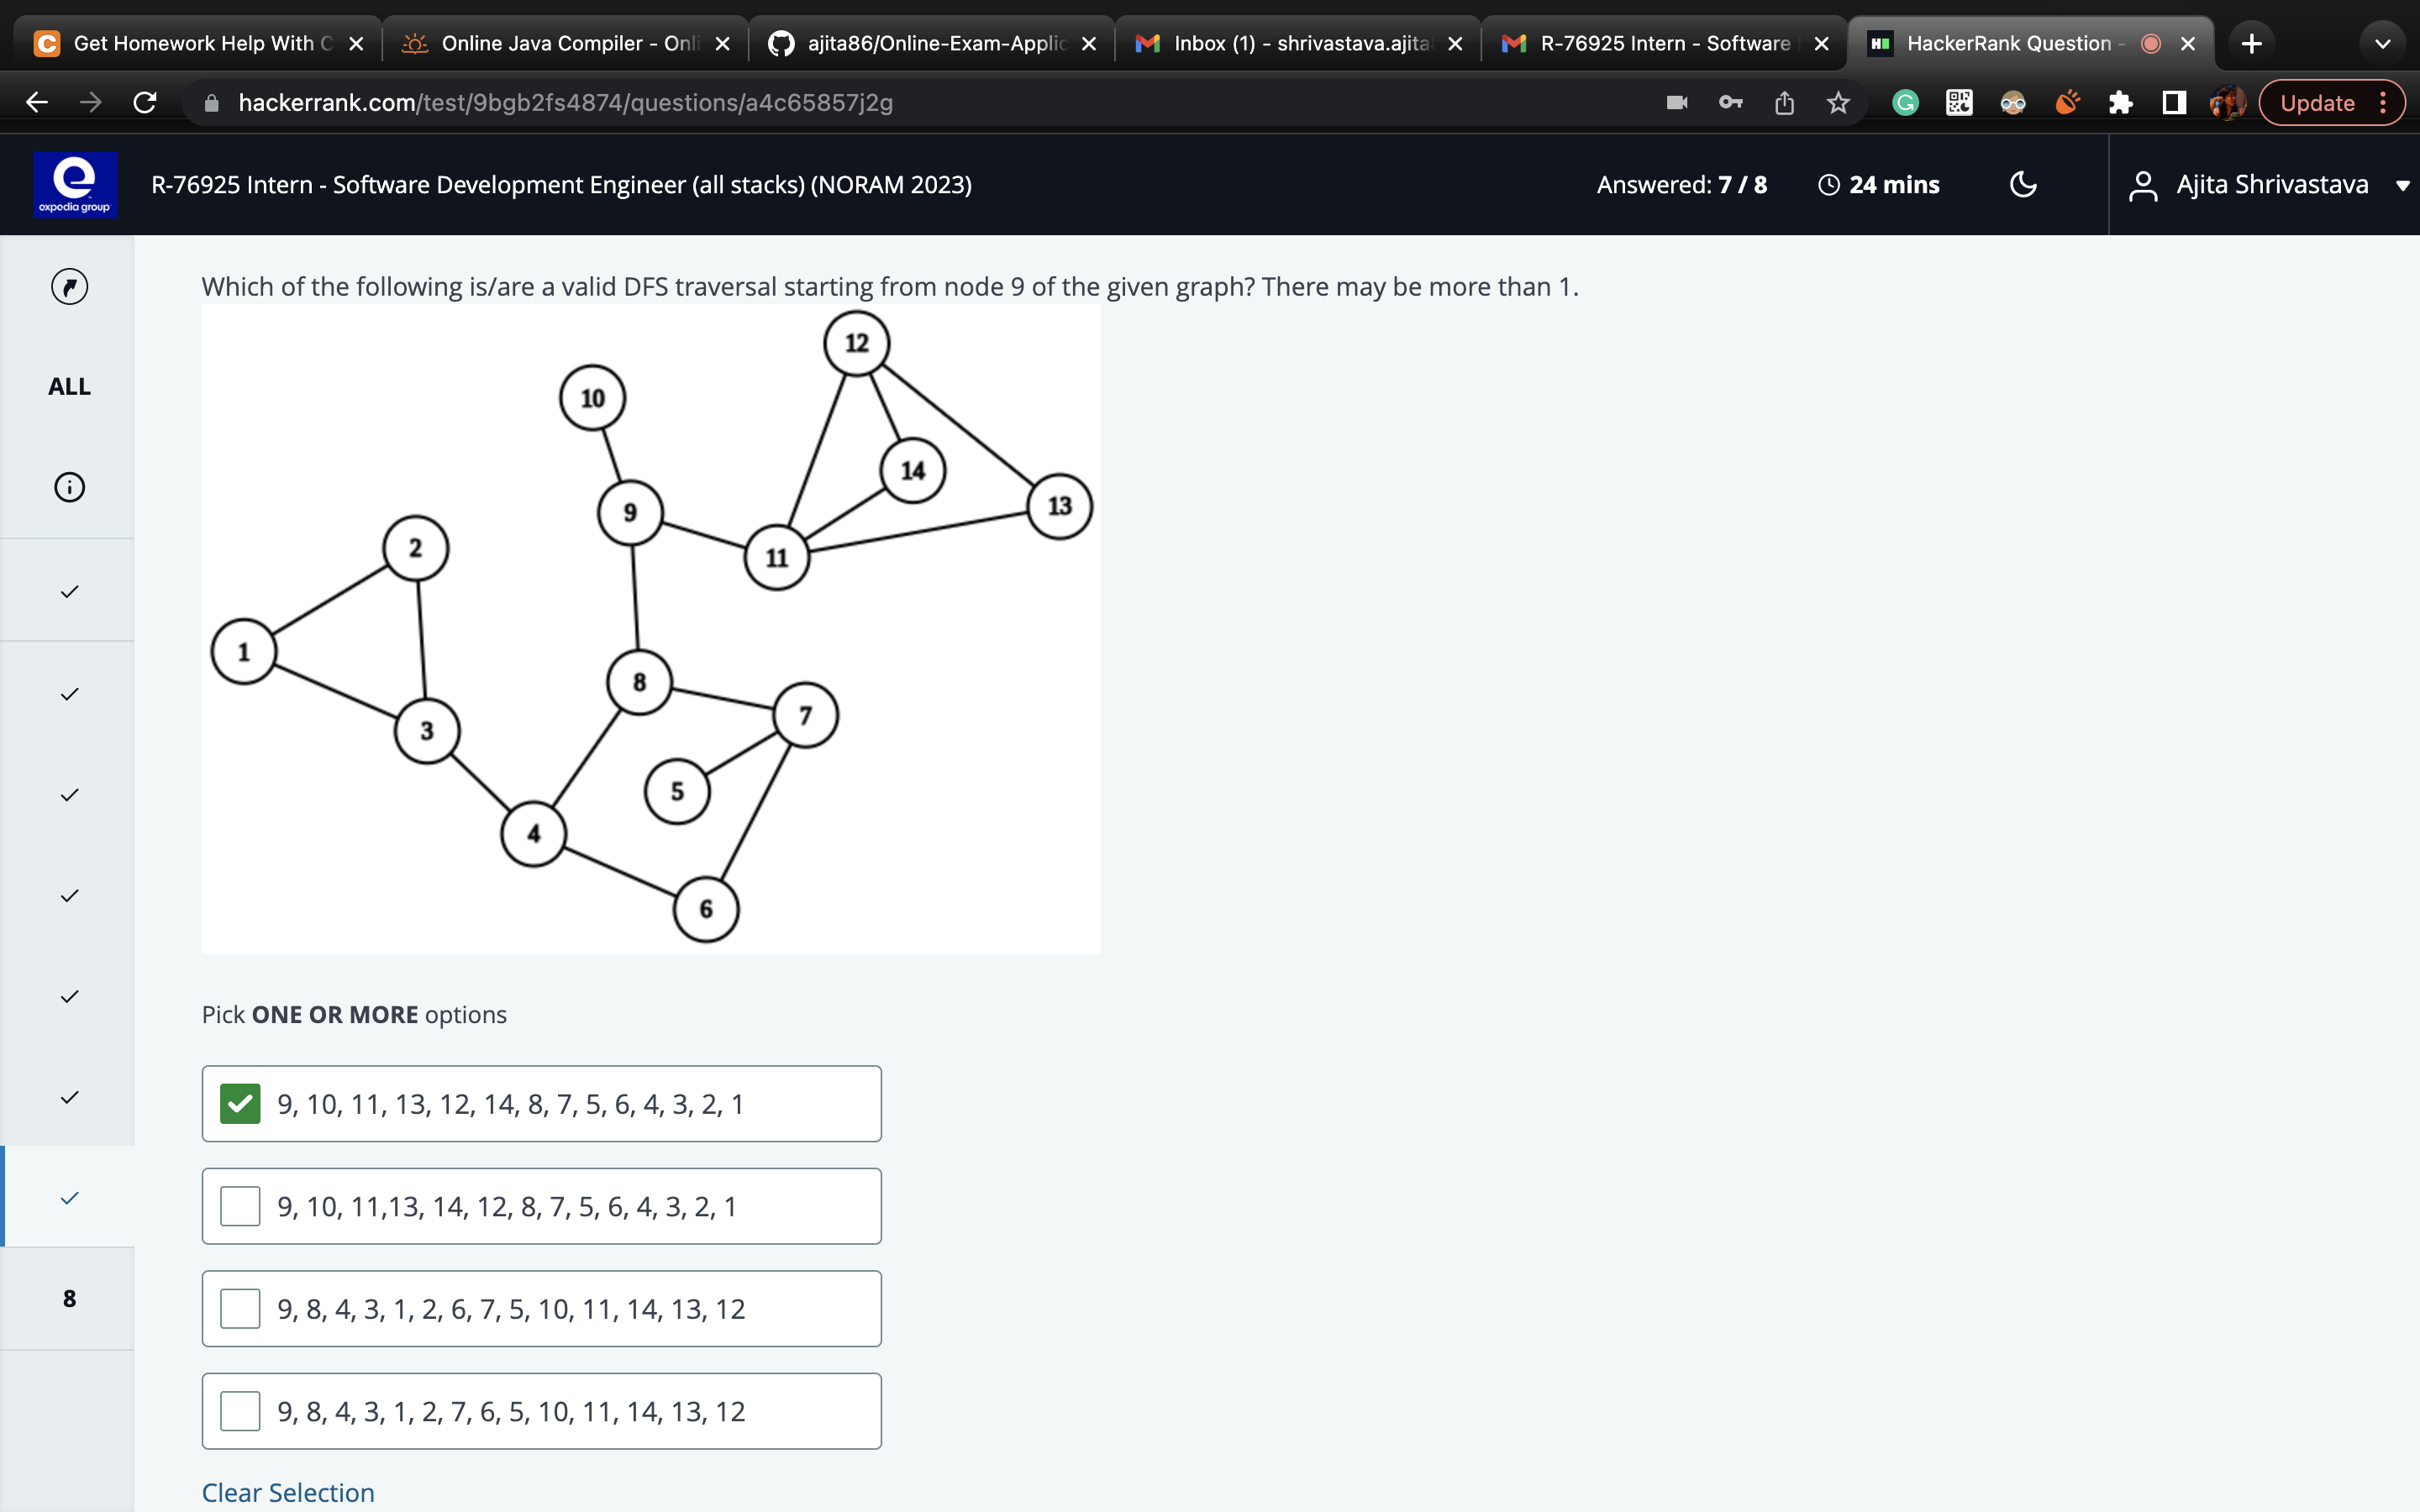 Get Homework Help With C
Online Java Compiler - Onli
ajita86/Online-Exam-Applic
Inbox (1) - shrivastava.ajita
R-76925 Intern - Software
HackerRank Question -
hackerrank.com/test/9bgb2fs4874/questions/a4c65857j2g
Update
expedia group
R-76925 Intern - Software Development Engineer (all stacks) (NORAM 2023)
Answered: 7 / 8
24 mins
Ajita Shrivastava
ALL
8
Which of the following is/are a valid DFS traversal starting from node 9 of the given graph? There may be more than 1.
12
10
14
13
9
11
2
1
8
7
3
5
4
6
Pick ONE OR MORE options
9, 10, 11, 13, 12, 14, 8, 7, 5, 6, 4, 3, 2, 1
9, 10, 11,13, 14, 12, 8, 7, 5, 6, 4, 3, 2, 1
9, 8, 4, 3, 1, 2, 6, 7, 5, 10, 11, 14, 13, 12
9, 8, 4, 3, 1, 2, 7, 6, 5, 10, 11, 14, 13, 12
Clear Selection